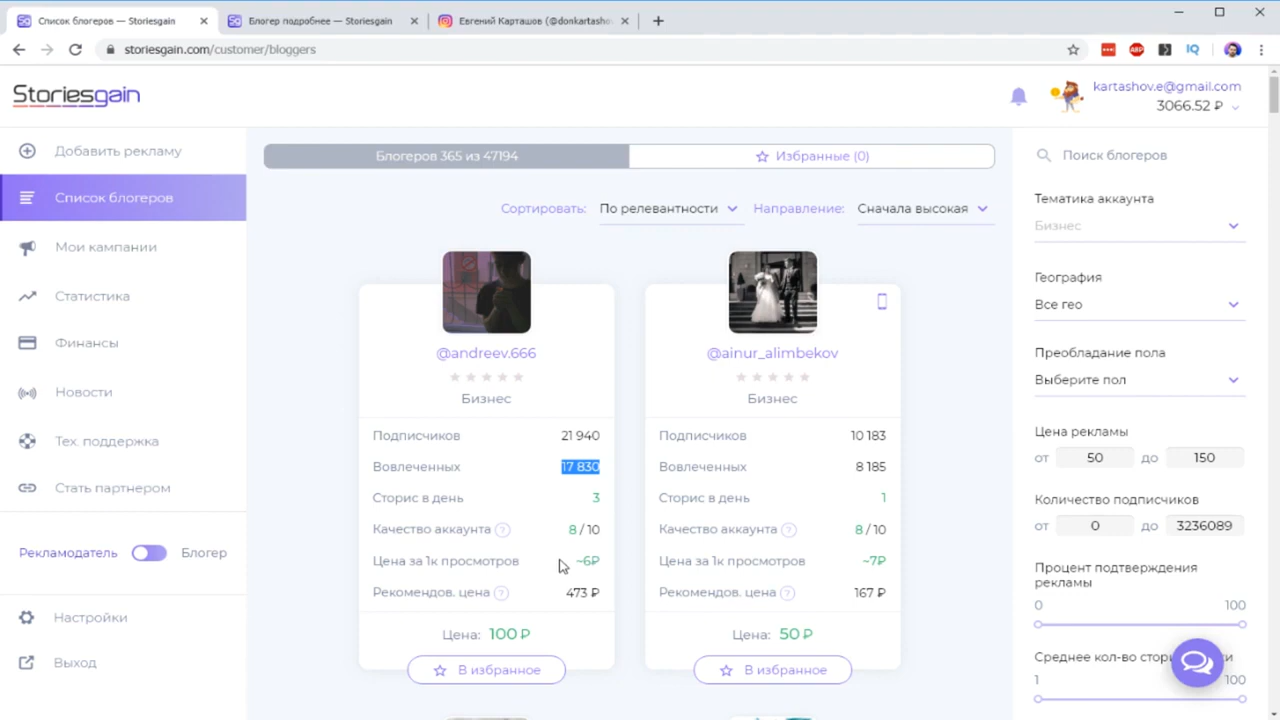 Список блогеров — Storiesgain
Блогер подробнее — Storiesgain
Евгений Карташов (@donkartasho
storiesgain.com/customer/bloggers
ABP
IQ
Storiesgain
kartashov.e@gmail.com
3066.52 ₽
Добавить рекламу
Список блогеров
Мои кампании
Статистика
Финансы
Новости
Тех. поддержка
Стать партнером
Рекламодатель
Блогер
Настройки
Выход
Блогеров 365 из 47194
Избранные (0)
Сортировать: По релевантности
Направление: Сначала высокая
@andreev.666
Бизнес
Подписчиков 21 940
Вовлеченных 17 830
Сторис в день 3
Качество аккаунта ? 8 / 10
Цена за 1к просмотров ~6₽
Рекомендов. цена ? 473 ₽
Цена: 100 ₽
В избранное
@ainur_alimbekov
Бизнес
Подписчиков 10 183
Вовлеченных 8 185
Сторис в день 1
Качество аккаунта ? 8 / 10
Цена за 1к просмотров ~7₽
Рекомендов. цена ? 167 ₽
Цена: 50 ₽
В избранное
Поиск блогеров
Тематика аккаунта
Бизнес
География
Все гео
Преобладание пола
Выберите пол
Цена рекламы
от 50 до 150
Количество подписчиков
от 0 до 3236089
Процент подтверждения
рекламы
0 100
Среднее кол-во
1 100